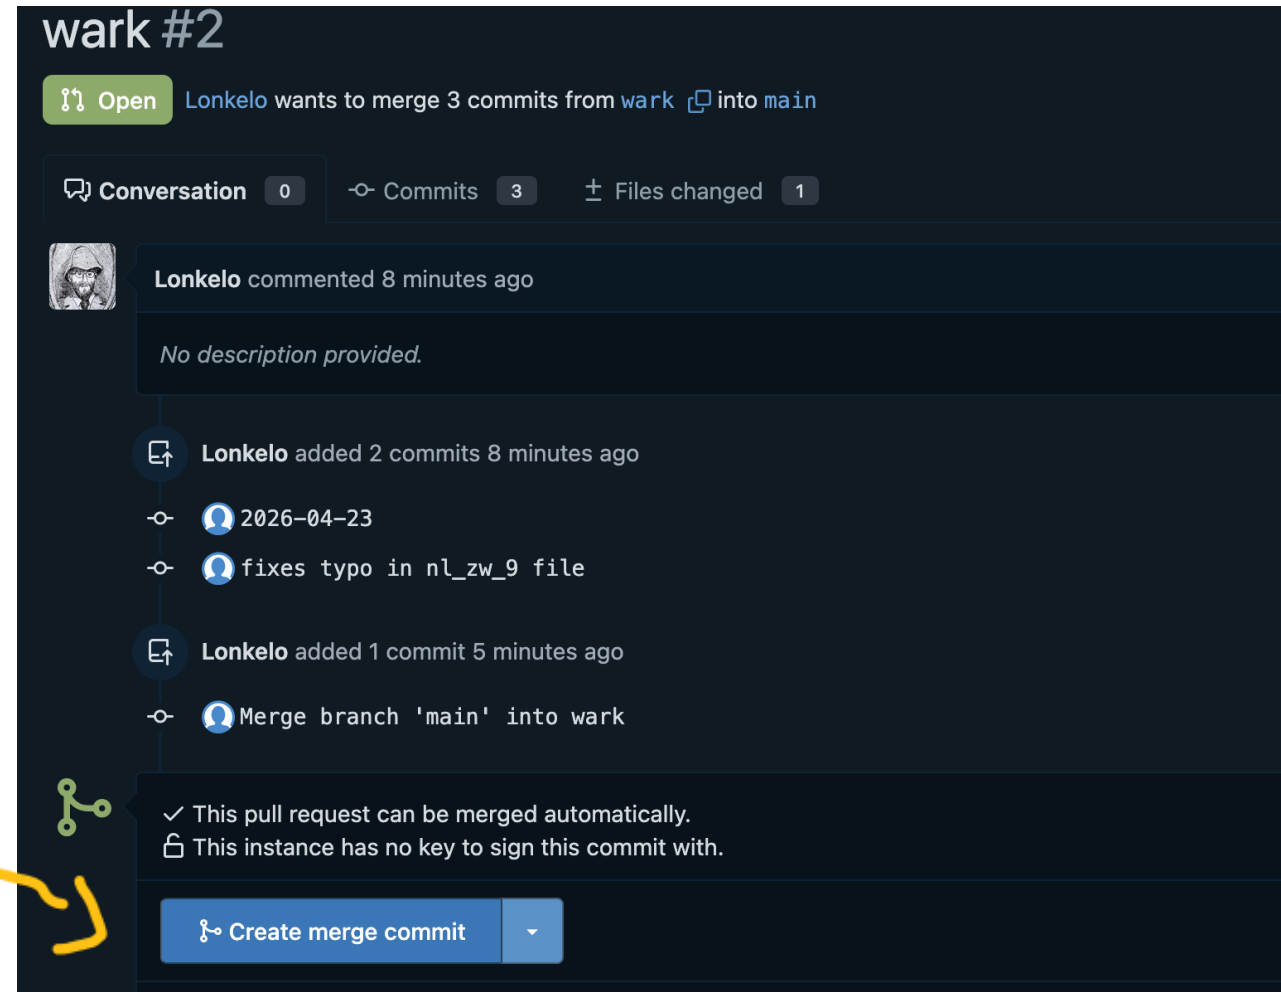 wark #2
Open Lonkelo wants to merge 3 commits from wark into main
Conversation 0 Commits 3 Files changed 1
Lonkelo commented 8 minutes ago
No description provided.
Lonkelo added 2 commits 8 minutes ago
2026-04-23
fixes typo in nl_zw_9 file
Lonkelo added 1 commit 5 minutes ago
Merge branch 'main' into wark
This pull request can be merged automatically.
This instance has no key to sign this commit with.
Create merge commit